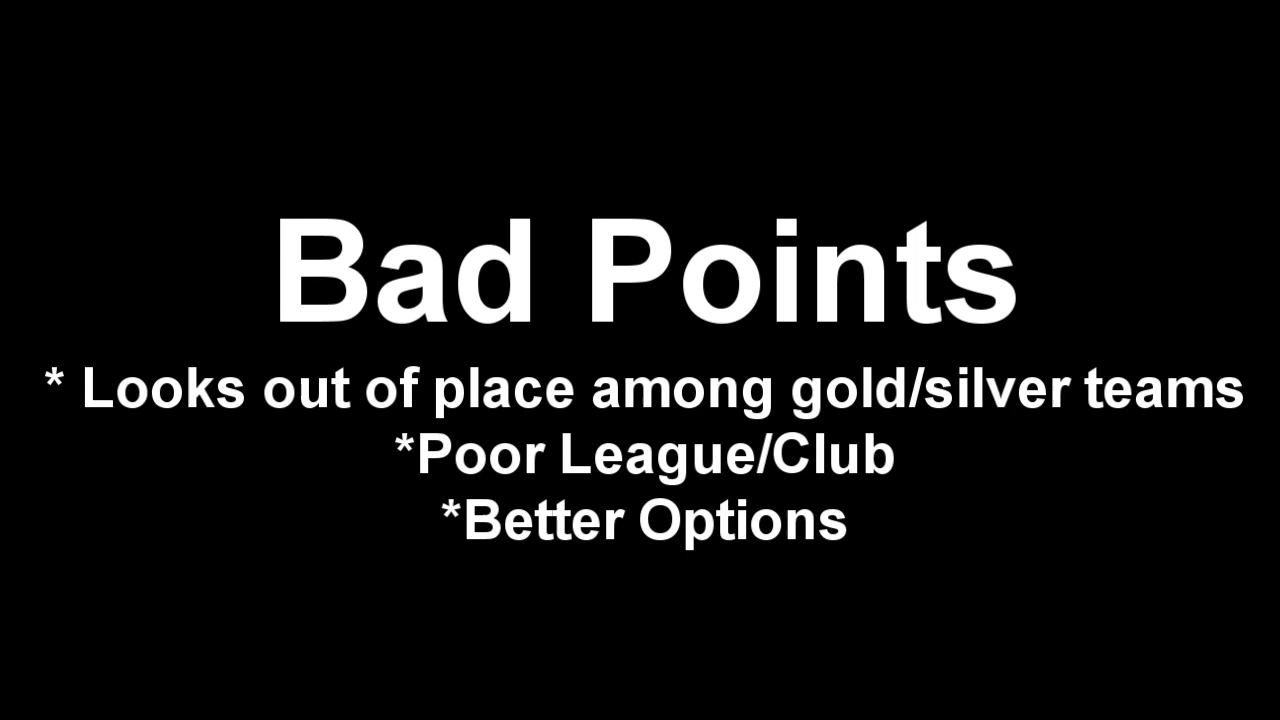 Bad Points
* Looks out of place among gold/silver teams
*Poor League/Club
*Better Options